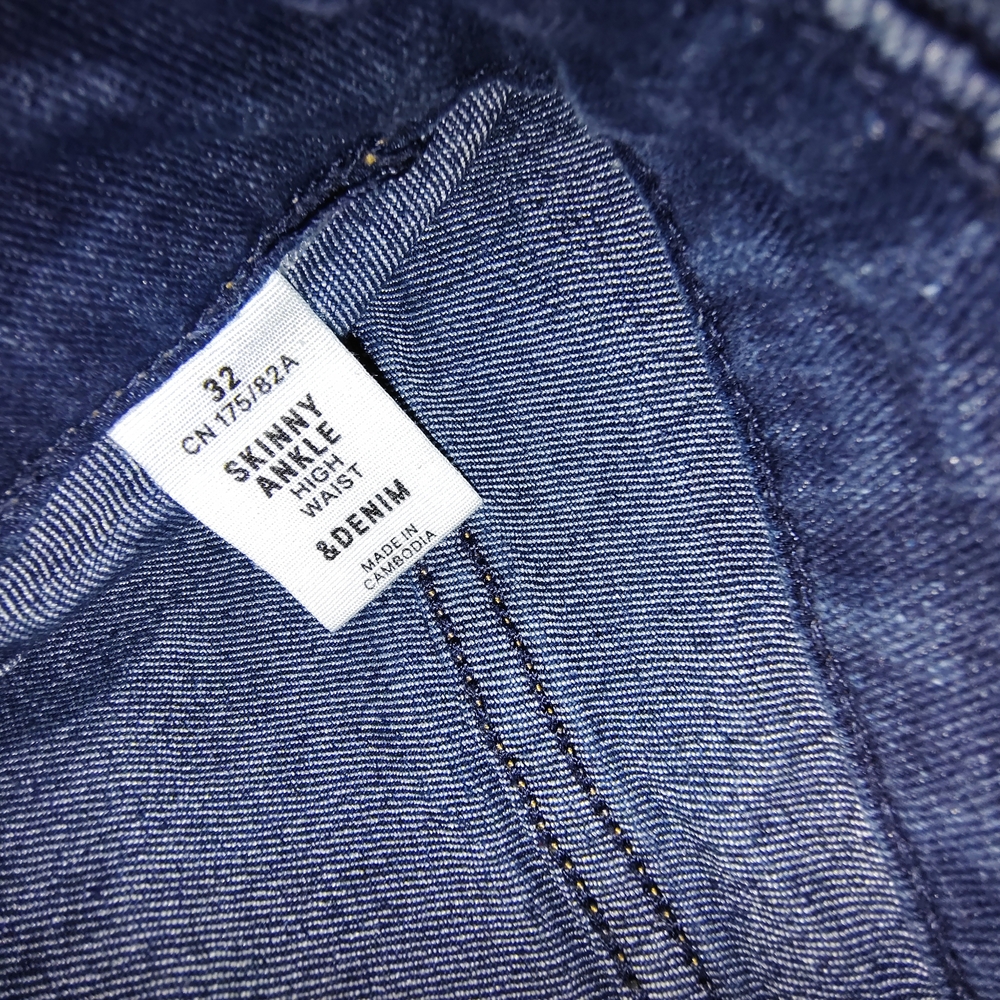 32
CN 175/82A
SKINNY
ANKLE
HIGH
WAIST
&DENIM
MADE IN
CAMBODIA